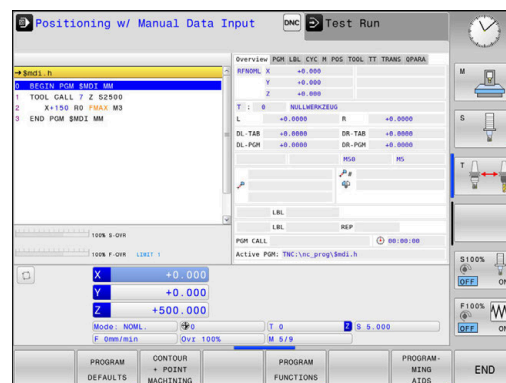 Positioning w/ Manual Data Input
DNC
Test Run
→$mdi.h
0 BEGIN PGM $MDI MM
1 TOOL CALL 7 Z S2500
2 X+150 R0 FMAX M3
3 END PGM $MDI MM
100% S-OVR
100% F-OVR LIMIT 1
Overview PGM LBL CYC M POS TOOL TT TRANS QPARA
RFNOML X +0.000
Y +0.000
Z +0.000
T : 0 NULLWERKZEUG
L +0.0000 R +0.0000
DL-TAB +0.0000 DR-TAB +0.0000
DL-PGM +0.0000 DR-PGM +0.0000
M50 M5
LBL
LBL REP
PGM CALL 00:00:00
Active PGM: TNC:\nc_prog\$mdi.h
X +0.000
Y +0.000
Z +500.000
Mode: NOML. 0 T 0 Z S 5.000
F 0mm/min Ovr 100% M 5/9
M
S
T
S100%
OFF ON
F100%
OFF ON
PROGRAM DEFAULTS
CONTOUR + POINT MACHINING
PROGRAM FUNCTIONS
PROGRAM-MING AIDS
END